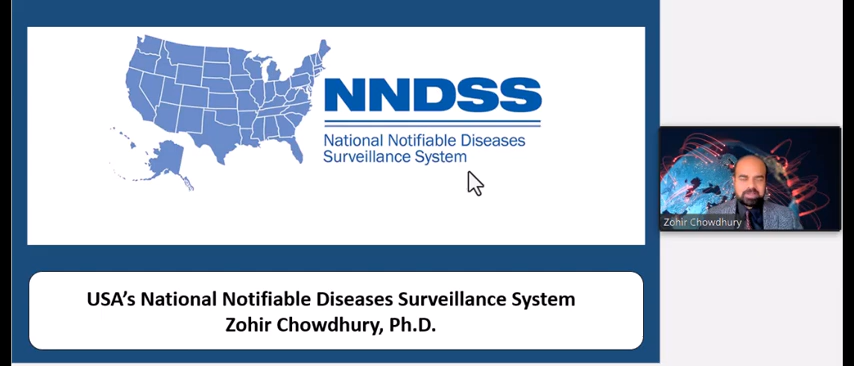 NNDSS
National Notifiable Diseases
Surveillance System
Zohir Chowdhury
USA's National Notifiable Diseases Surveillance System
Zohir Chowdhury, Ph.D.